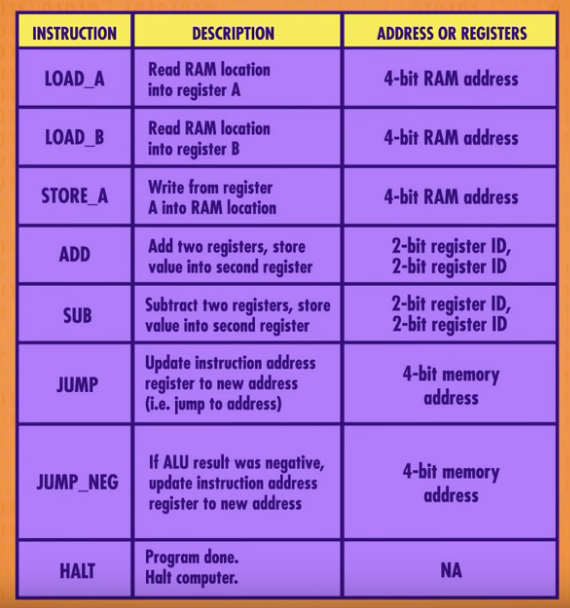 INSTRUCTION DESCRIPTION ADDRESS OR REGISTERS
LOAD_A
Read RAM location
into register A
4-bit RAM address
LOAD_B
Read RAM location
into register B
4-bit RAM address
STORE_A
Write from register
A into RAM location
4-bit RAM address
ADD
Add two registers, store
value into second register
2-bit register ID,
2-bit register ID
SUB
Subtract two registers, store
value into second register
2-bit register ID,
2-bit register ID
JUMP
Update instruction address
register to new address
(i.e. jump to address)
4-bit memory
address
JUMP_NEG
If ALU result was negative,
update instruction address
register to new address
4-bit memory
address
HALT
Program done.
Halt computer.
NA